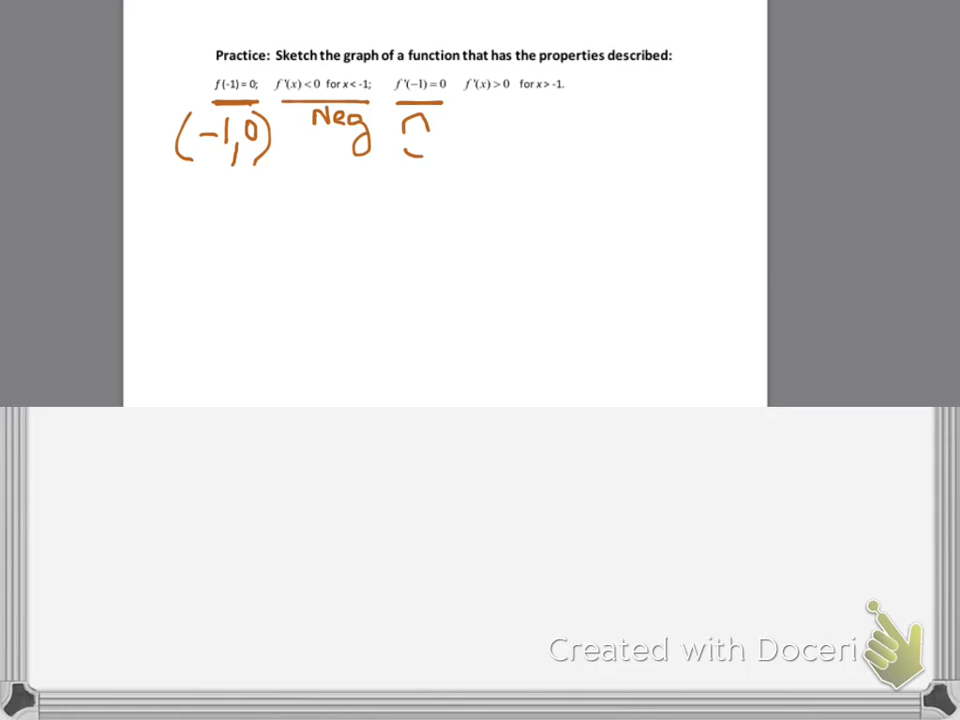 Practice: Sketch the graph of a function that has the properties described:
f(-1) = 0; f '(x) < 0 for x < -1; f '(−1) = 0 f '(x) > 0 for x > -1.
(-1,0) Neg
Created with Doceri